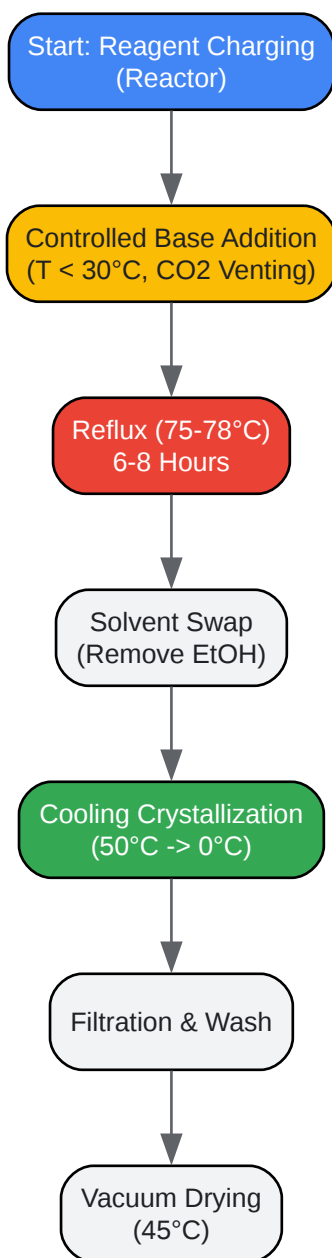 Start: Reagent Charging
(Reactor)
Controlled Base Addition
(T < 30°C, CO2 Venting)
Reflux (75-78°C)
6-8 Hours
Solvent Swap
(Remove EtOH)
Cooling Crystallization
(50°C -> 0°C)
Filtration & Wash
Vacuum Drying
(45°C)